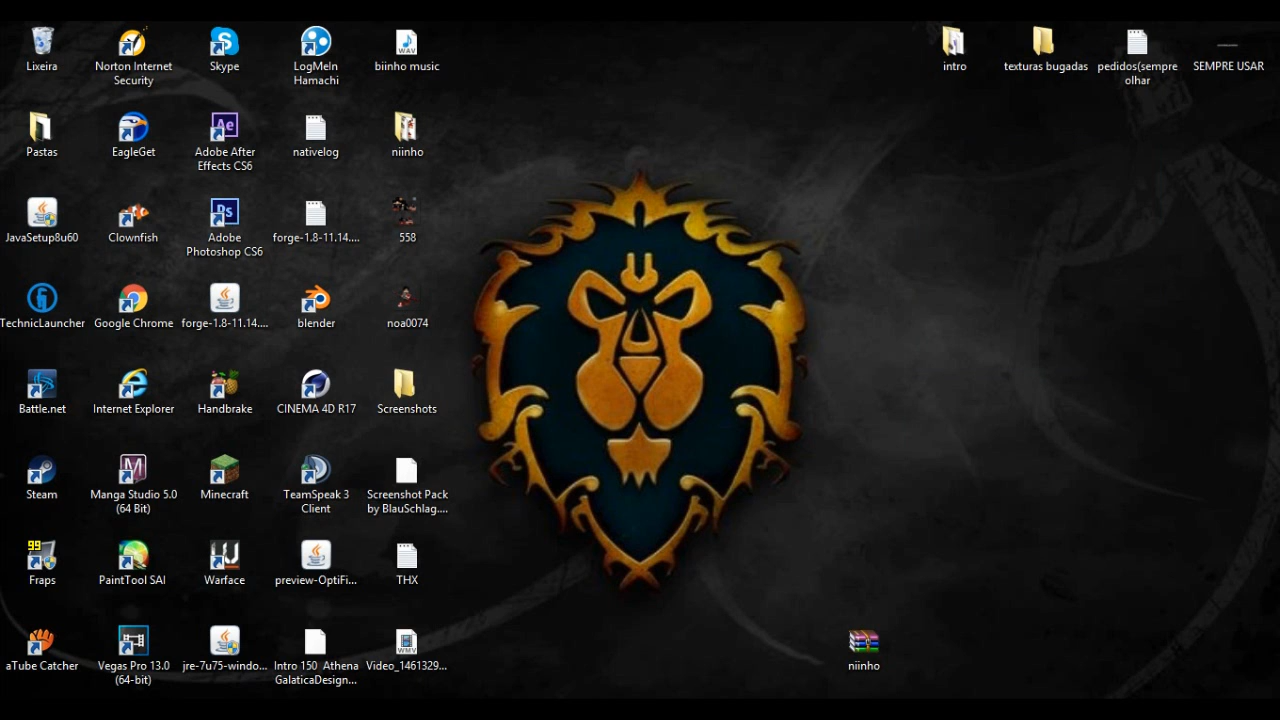 Lixeira
Norton Internet
Security
Skype
LogMeIn
Hamachi
biinho music
intro
texturas bugadas
pedidos(sempre
olhar
SEMPRE USAR
Pastas
EagleGet
Adobe After
Effects CS6
nativelog
niinho
JavaSetup8u60
Clownfish
Adobe
Photoshop CS6
forge-1.8-11.14....
558
TechnicLauncher
Google Chrome
forge-1.8-11.14....
blender
noa0074
Battle.net
Internet Explorer
Handbrake
CINEMA 4D R17
Screenshots
Steam
Manga Studio 5.0
(64 Bit)
Minecraft
TeamSpeak 3
Client
Screenshot Pack
by BlauSchlag....
99
Fraps
PaintTool SAI
Warface
preview-OptiFi...
THX
aTube Catcher
Vegas Pro 13.0
(64-bit)
jre-7u75-windo...
Intro 150 Athena
GalaticaDesign...
Video_1461329...
niinho